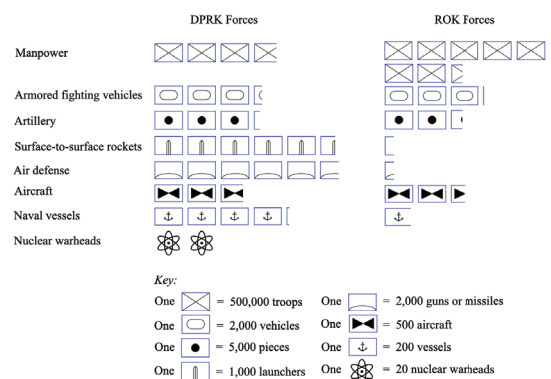 DPRK Forces ROK Forces
Manpower
Armored fighting vehicles
Artillery
Surface-to-surface rockets
Air defense
Aircraft
Naval vessels
Nuclear warheads
Key:
One = 500,000 troops One = 2,000 guns or missiles
One = 2,000 vehicles One = 500 aircraft
One = 5,000 pieces One = 200 vessels
One = 1,000 launchers One = 20 nuclear warheads